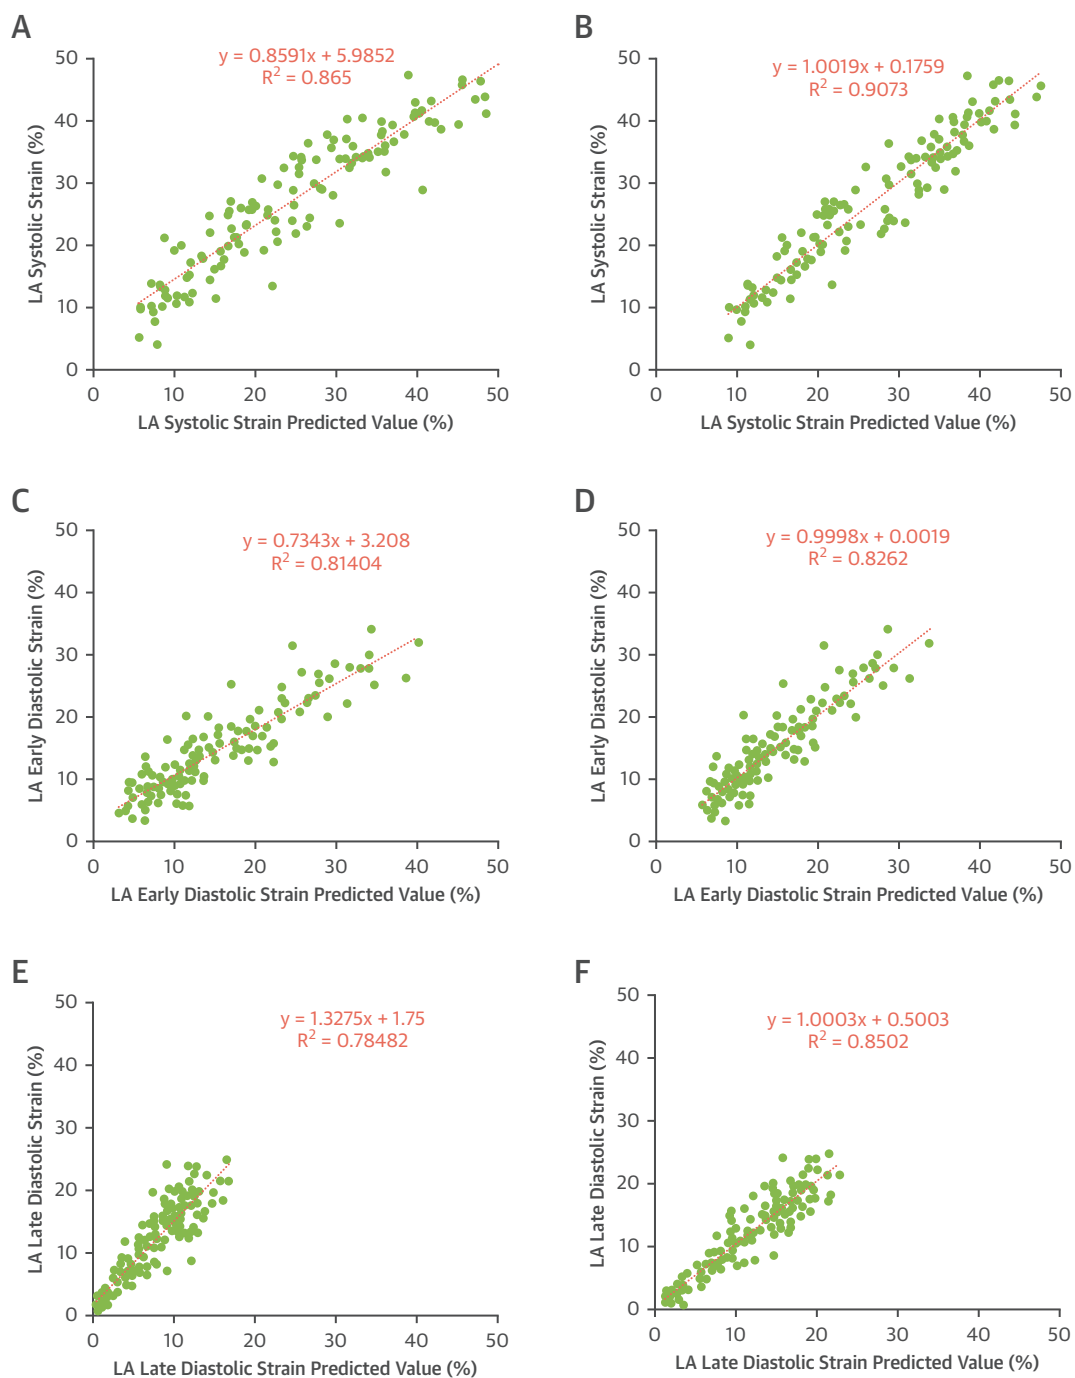 A
y = 0.8591x + 5.9852
R² = 0.865
LA Systolic Strain (%)
50
40
30
20
10
0
0 10 20 30 40 50
LA Systolic Strain Predicted Value (%)
B
y = 1.0019x + 0.1759
R² = 0.9073
LA Systolic Strain (%)
50
40
30
20
10
0
0 10 20 30 40 50
LA Systolic Strain Predicted Value (%)
C
y = 0.7343x + 3.208
R² = 0.81404
LA Early Diastolic Strain (%)
50
40
30
20
10
0
0 10 20 30 40 50
LA Early Diastolic Strain Predicted Value (%)
D
y = 0.9998x + 0.0019
R² = 0.8262
LA Early Diastolic Strain (%)
50
40
30
20
10
0
0 10 20 30 40 50
LA Early Diastolic Strain Predicted Value (%)
E
y = 1.3275x + 1.75
R² = 0.78482
LA Late Diastolic Strain (%)
50
40
30
20
10
0
0 10 20 30 40 50
LA Late Diastolic Strain Predicted Value (%)
F
y = 1.0003x + 0.5003
R² = 0.8502
LA Late Diastolic Strain (%)
50
40
30
20
10
0
0 10 20 30 40 50
LA Late Diastolic Strain Predicted Value (%)